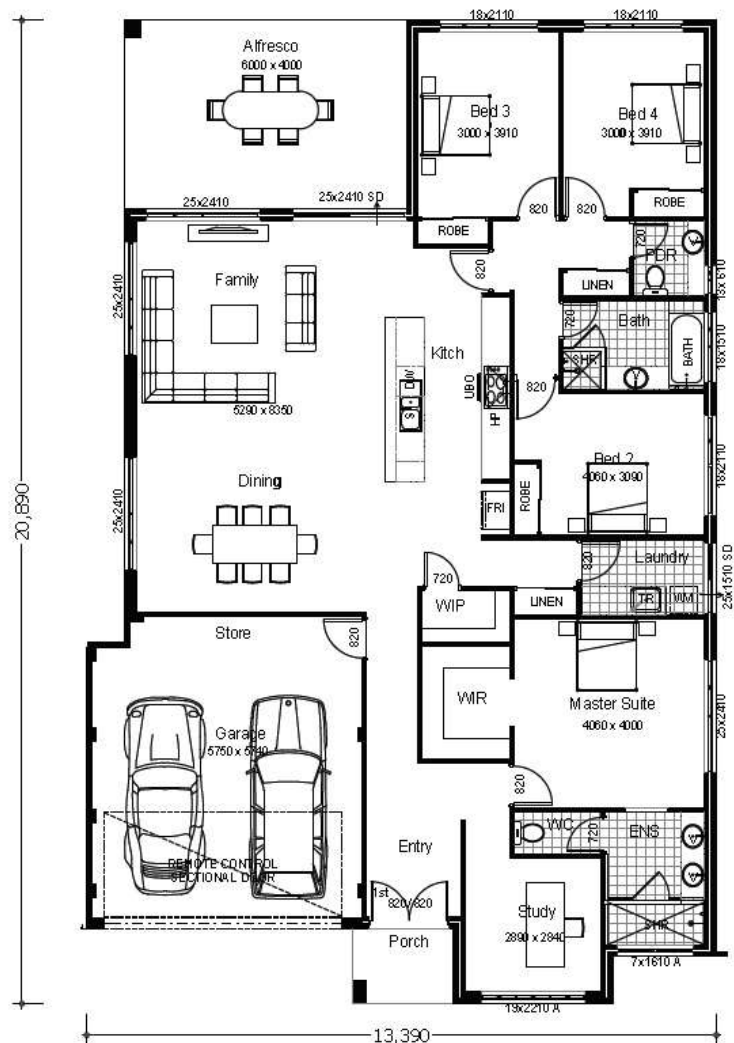 18x2110
18x2110
Alfresco
6000 x 4000
Bed 3
3000 x 3910
Bed 4
3000 x 3910
25x2410
25x2410 SD
820
820
ROBE
ROBE
720
PDR
13x610
820
LINEN
Family
25x2410
Kitch
720
Bath
18x1510
SHR
BATH
D/W
S
UBO
HP
820
5290 x 8350
Bed 2
4060 x 3090
18x2110
20,890
25x2410
Dining
FRI
ROBE
820
Laundry
25x1510 SD
720
WIP
LINEN
TR
WM
Store
820
WIR
Master Suite
4060 x 4000
25x2410
Garage
5750 x 5740
820
WC
720
ENS
Entry
REMOTE CONTROL
SECTIONAL DOOR
1st
820/820
Study
2890 x 2840
SHR
Porch
7x1610 A
19x2210 A
13,390